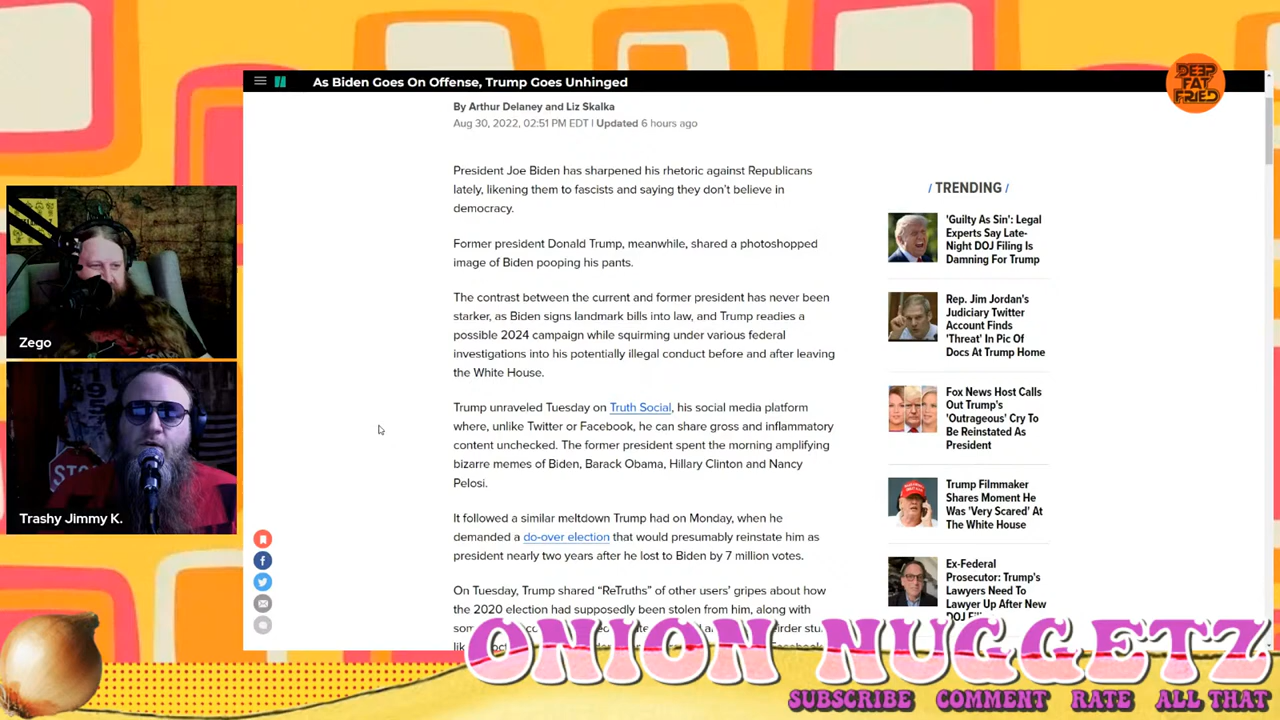 As Biden Goes On Offense, Trump Goes Unhinged
DEEP
FAT
FRIED
By Arthur Delaney and Liz Skalka
Aug 30, 2022, 02:51 PM EDT | Updated 6 hours ago
President Joe Biden has sharpened his rhetoric against Republicans
lately, likening them to fascists and saying they don't believe in
democracy.
Former president Donald Trump, meanwhile, shared a photoshopped
image of Biden pooping his pants.
The contrast between the current and former president has never been
starker, as Biden signs landmark bills into law, and Trump readies a
possible 2024 campaign while squirming under various federal
investigations into his potentially illegal conduct before and after leaving
the White House.
Trump unraveled Tuesday on Truth Social, his social media platform
where, unlike Twitter or Facebook, he can share gross and inflammatory
content unchecked. The former president spent the morning amplifying
bizarre memes of Biden, Barack Obama, Hillary Clinton and Nancy
Pelosi.
It followed a similar meltdown Trump had on Monday, when he
demanded a do-over election that would presumably reinstate him as
president nearly two years after he lost to Biden by 7 million votes.
On Tuesday, Trump shared “ReTruths” of other users' gripes about how
the 2020 election had supposedly been stolen from him, along with
/ TRENDING /
'Guilty As Sin': Legal
Experts Say Late-
Night DOJ Filing Is
Damning For Trump
Rep. Jim Jordan's
Judiciary Twitter
Account Finds
'Threat' In Pic Of
Docs At Trump Home
Fox News Host Calls
Out Trump's
'Outrageous' Cry To
Be Reinstated As
President
Trump Filmmaker
Shares Moment He
Was 'Very Scared' At
The White House
Ex-Federal
Prosecutor: Trump's
Lawyers Need To
Lawyer Up After New
DOJ
Zego
STO
Trashy Jimmy K.
ONION NUGGETZ
SUBSCRIBE COMMENT RATE ALL THAT